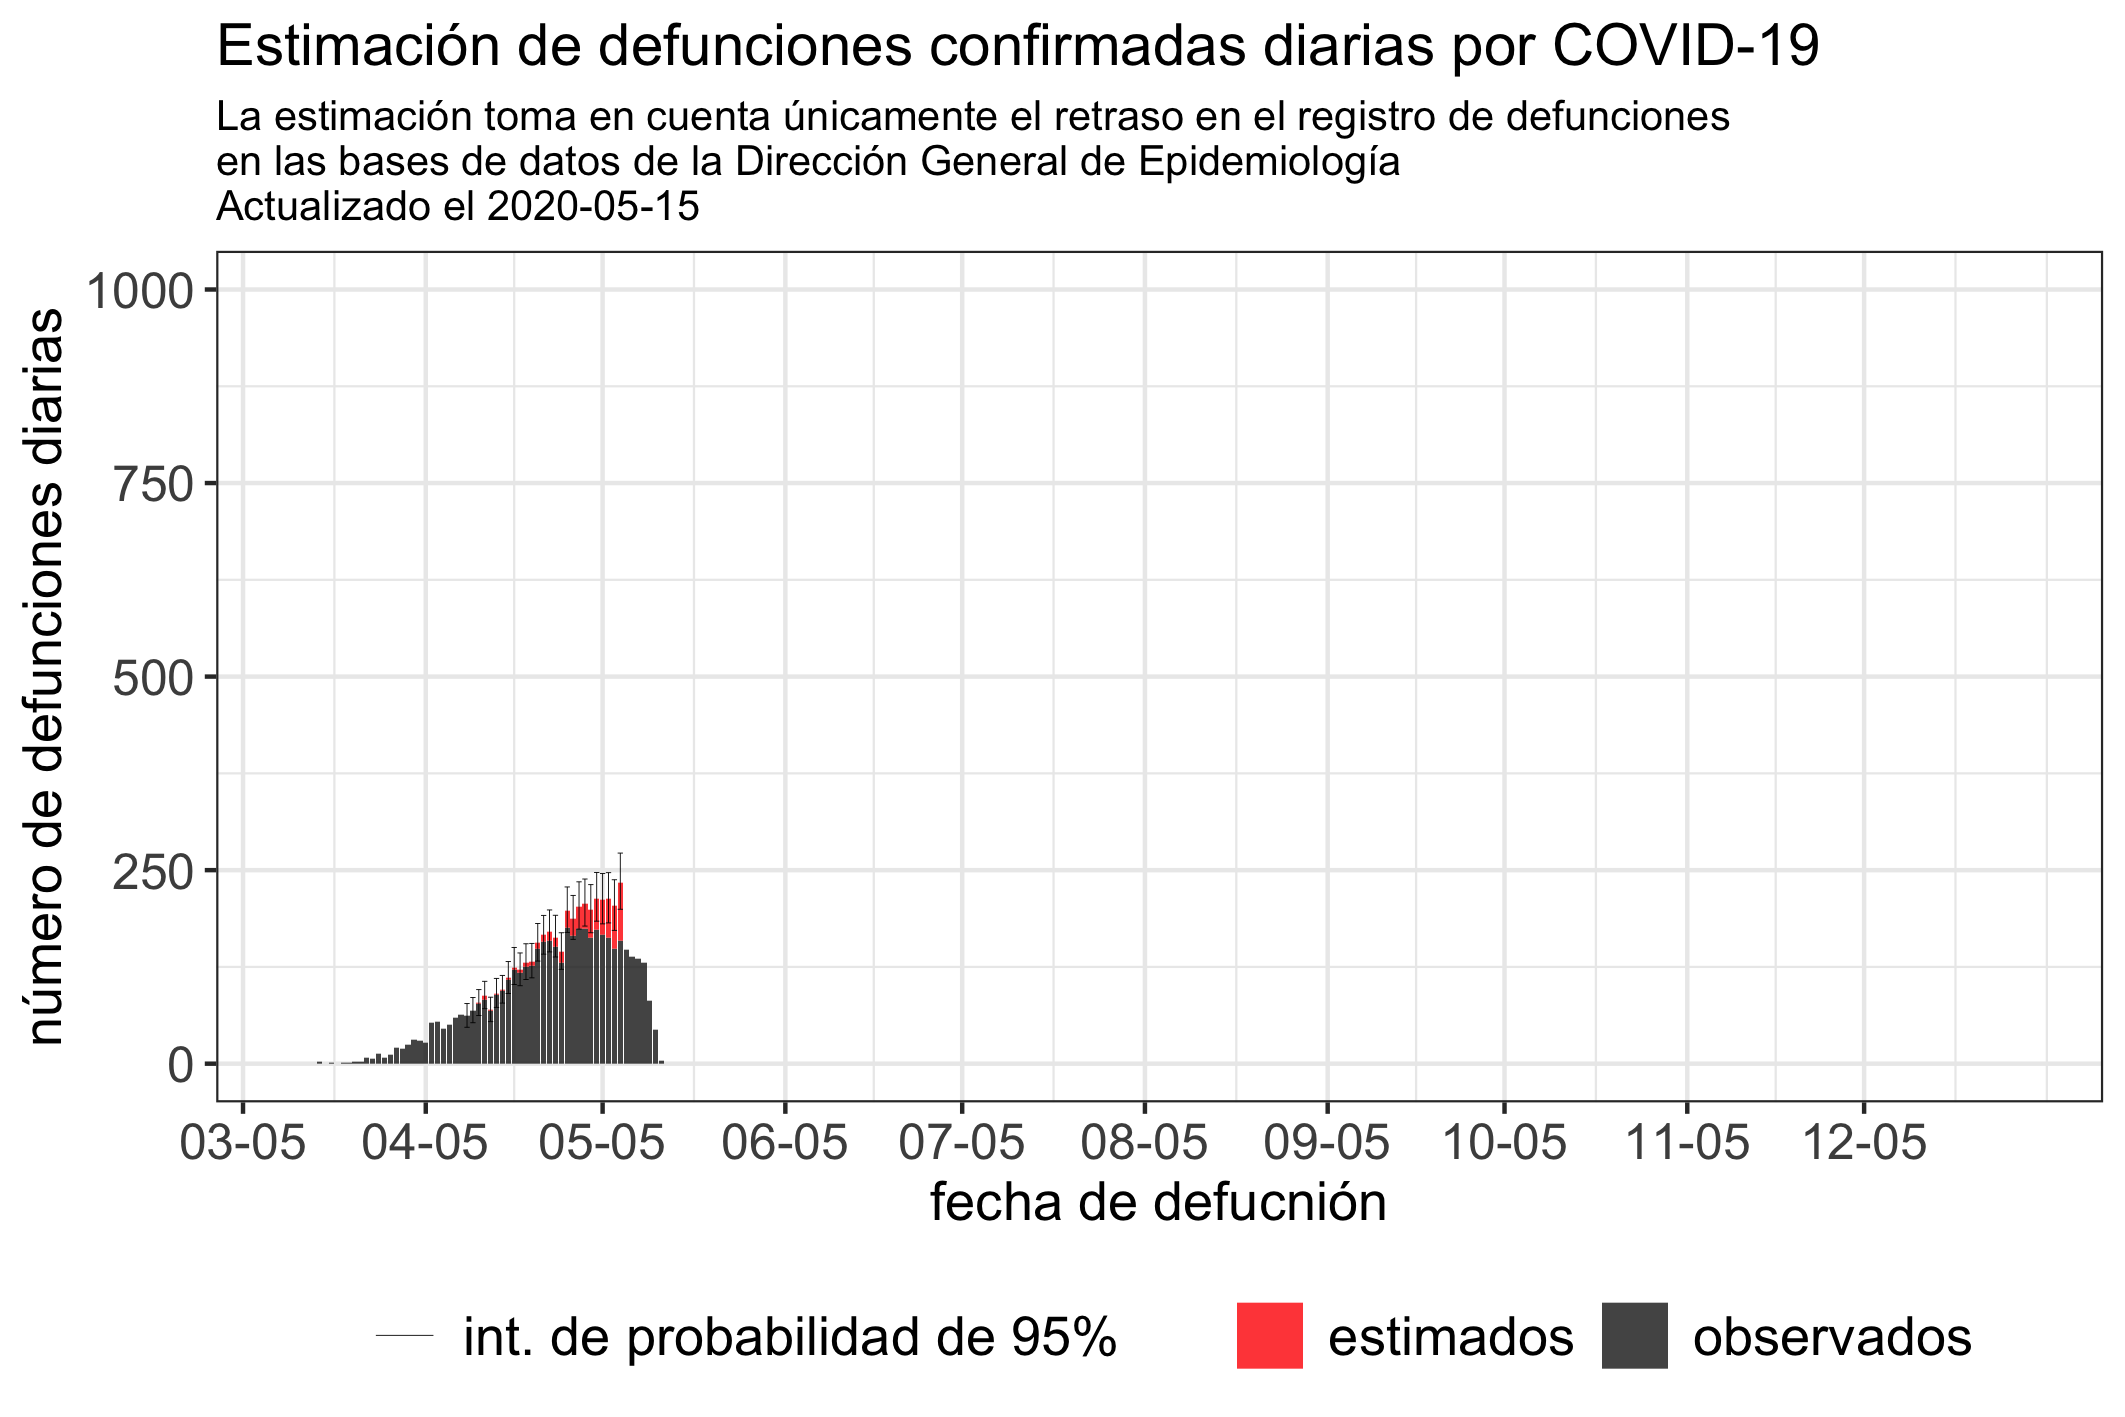 Estimación de defunciones confirmadas diarias por COVID-19
La estimación toma en cuenta únicamente el retraso en el registro de defunciones
en las bases de datos de la Dirección General de Epidemiología
Actualizado el 2020-05-15
número de defunciones diarias
1000
750
500
250
0
03-05 04-05 05-05 06-05 07-05 08-05 09-05 10-05 11-05 12-05
fecha de defucnión
int. de probabilidad de 95% estimados observados